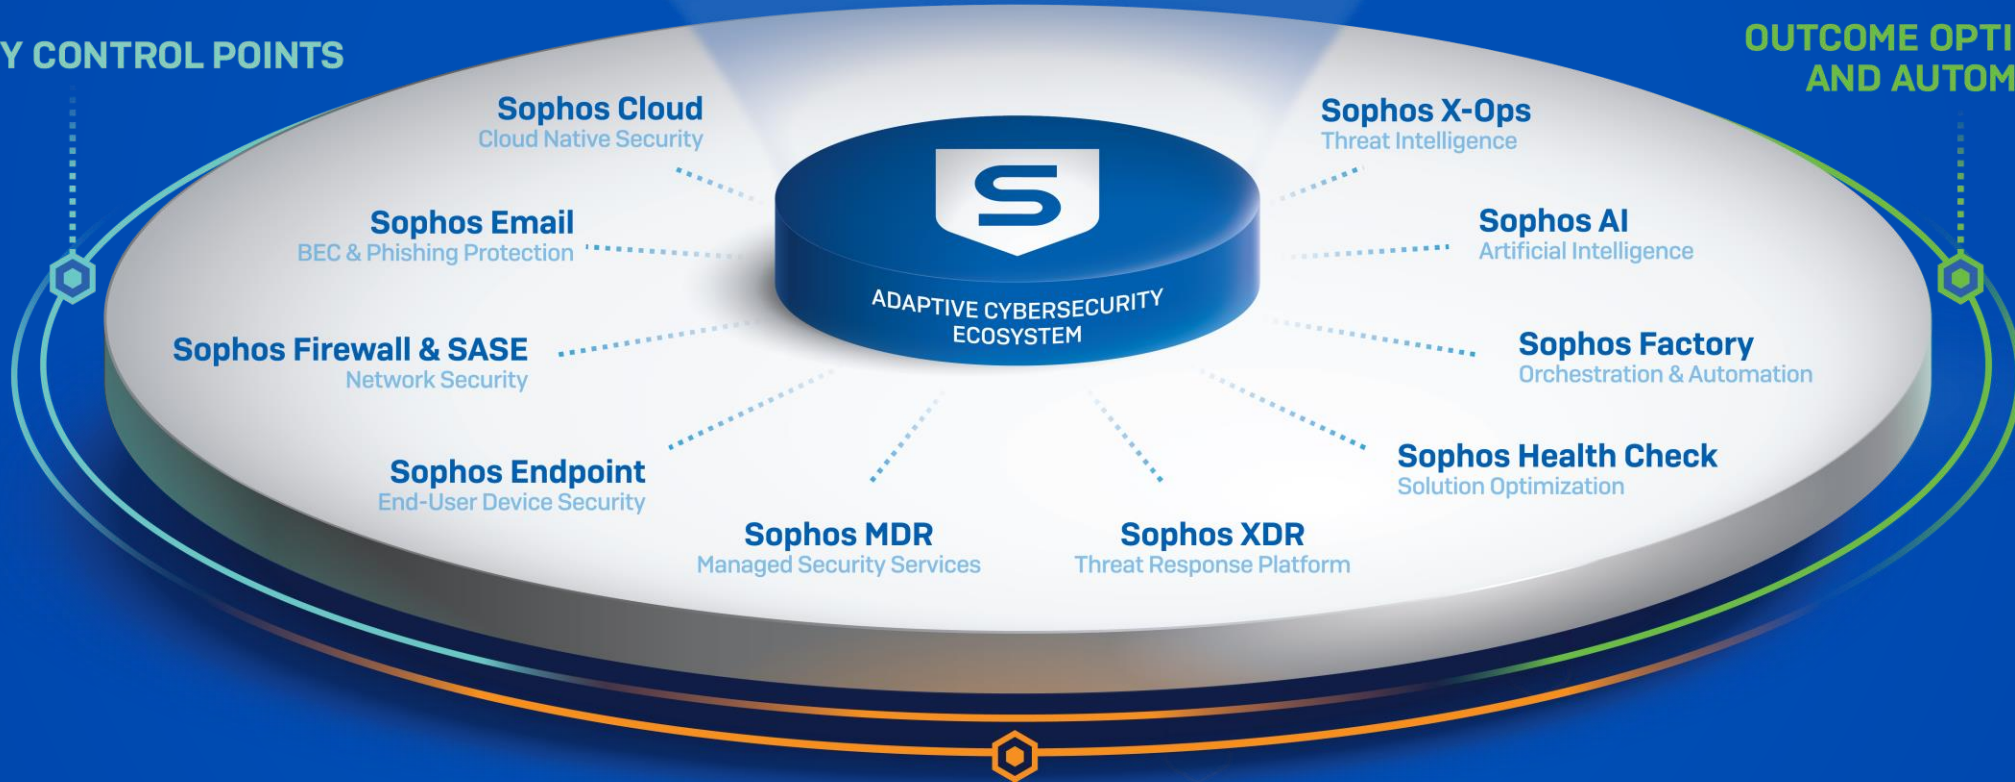 Y CONTROL POINTS
OUTCOME OPTI
AND AUTOM
Sophos Cloud
Cloud Native Security
Sophos X-Ops
Threat Intelligence
Sophos Email
BEC & Phishing Protection
Sophos AI
Artificial Intelligence
S
ADAPTIVE CYBERSECURITY
ECOSYSTEM
Sophos Firewall & SASE
Network Security
Sophos Factory
Orchestration & Automation
Sophos Endpoint
End-User Device Security
Sophos Health Check
Solution Optimization
Sophos MDR
Managed Security Services
Sophos XDR
Threat Response Platform